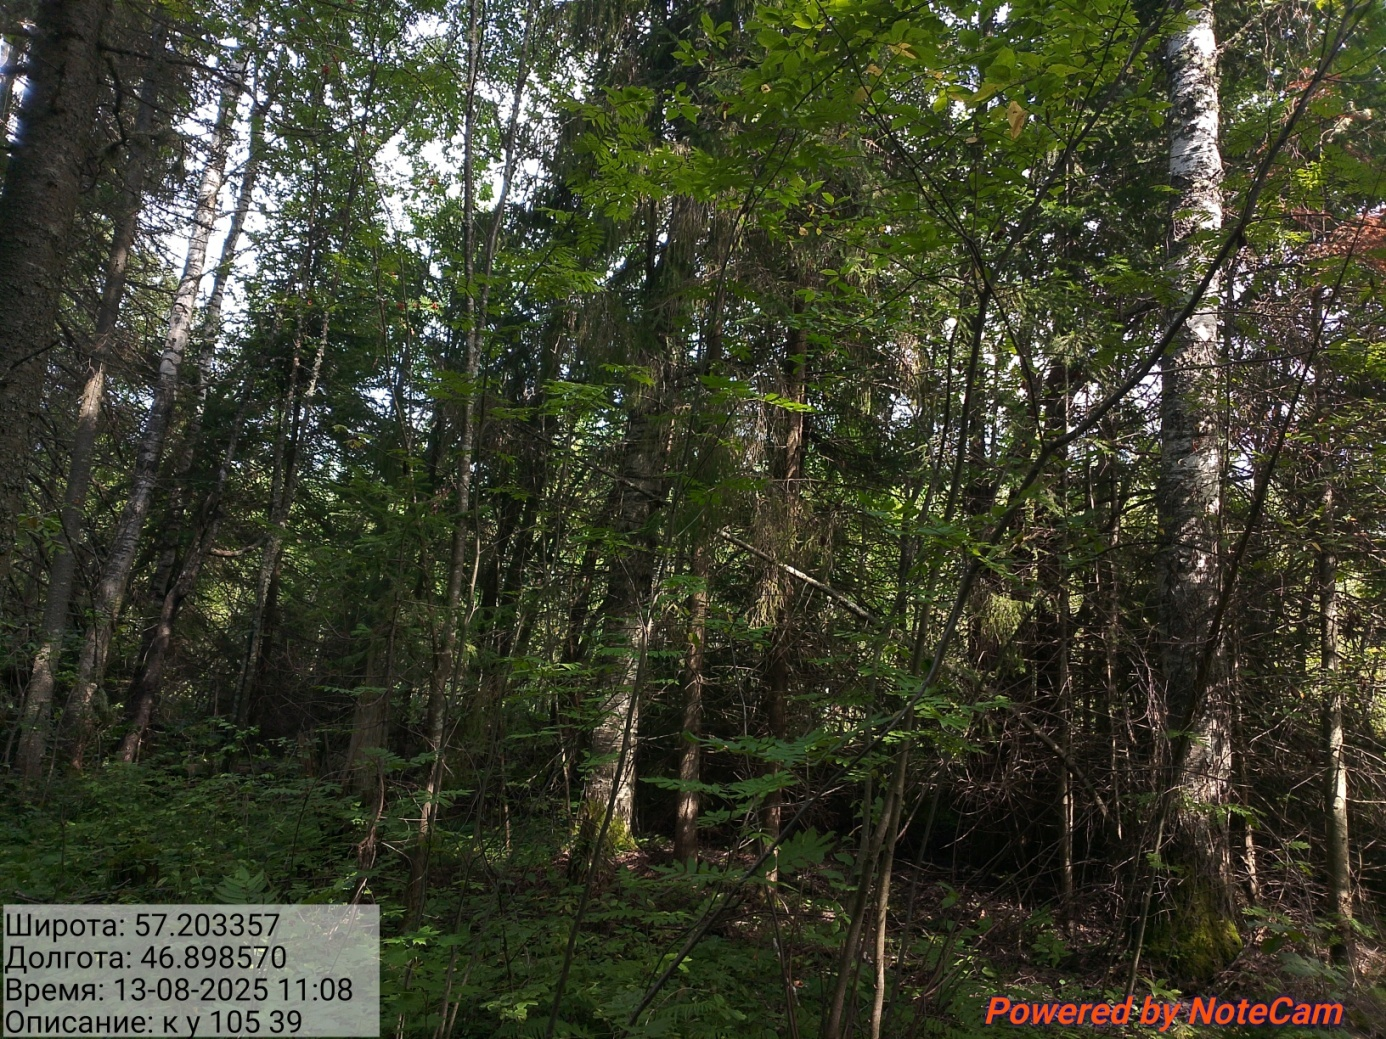 Широта: 57.203357
Долгота: 46.898570
Время: 13-08-2025 11:08
Описание: к у 105 39
Powered by NoteCam